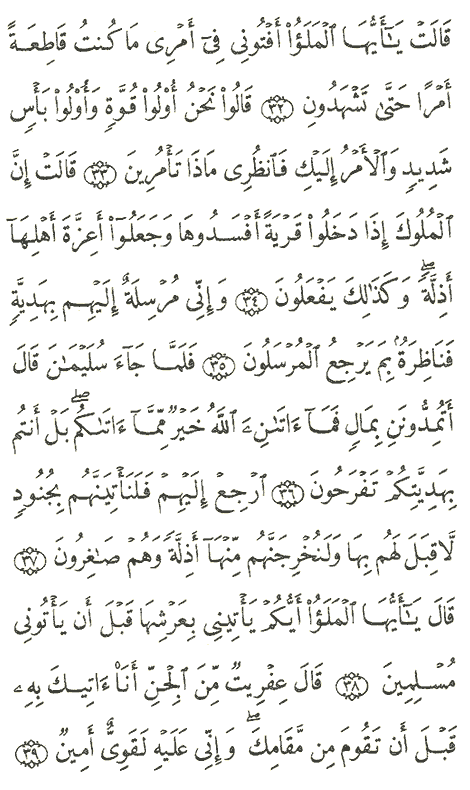 قَالَتْ يَـٰٓأَيُّهَا ٱلْمَلَؤُا۟ أَفْتُونِى فِىٓ أَمْرِى مَا كُنتُ قَاطِعَةً
أَمْرًا حَتَّىٰ تَشْهَدُونِ ۝٣٢ قَالُوا۟ نَحْنُ أُو۟لُوا۟ قُوَّةٍ وَأُو۟لُوا۟ بَأْسٍ
شَدِيدٍ وَٱلْأَمْرُ إِلَيْكِ فَٱنظُرِى مَاذَا تَأْمُرِينَ ۝٣٣ قَالَتْ إِنَّ
ٱلْمُلُوكَ إِذَا دَخَلُوا۟ قَرْيَةً أَفْسَدُوهَا وَجَعَلُوٓا۟ أَعِزَّةَ أَهْلِهَآ
أَذِلَّةً ۖ وَكَذَٰلِكَ يَفْعَلُونَ ۝٣٤ وَإِنِّى مُرْسِلَةٌ إِلَيْهِم بِهَدِيَّةٍ
فَنَاظِرَةٌۢ بِمَ يَرْجِعُ ٱلْمُرْسَلُونَ ۝٣٥ فَلَمَّا جَآءَ سُلَيْمَـٰنَ قَالَ
أَتُمِدُّونَنِ بِمَالٍ فَمَآ ءَاتَىٰنِۦَ ٱللَّهُ خَيْرٌ مِّمَّآ ءَاتَىٰكُم ۖ بَلْ أَنتُم
بِهَدِيَّتِكُمْ تَفْرَحُونَ ۝٣٦ ٱرْجِعْ إِلَيْهِمْ فَلَنَأْتِيَنَّهُم بِجُنُودٍ
لَّا قِبَلَ لَهُم بِهَا وَلَنُخْرِجَنَّهُم مِّنْهَآ أَذِلَّةً وَهُمْ صَـٰغِرُونَ ۝٣٧
قَالَ يَـٰٓأَيُّهَا ٱلْمَلَؤُا۟ أَيُّكُمْ يَأْتِينِى بِعَرْشِهَا قَبْلَ أَن يَأْتُونِى
مُسْلِمِينَ ۝٣٨ قَالَ عِفْرِيتٌ مِّنَ ٱلْجِنِّ أَنَا۠ ءَاتِيكَ بِهِۦ
قَبْلَ أَن تَقُومَ مِن مَّقَامِكَ ۖ وَإِنِّى عَلَيْهِ لَقَوِىٌّ أَمِينٌ ۝٣٩